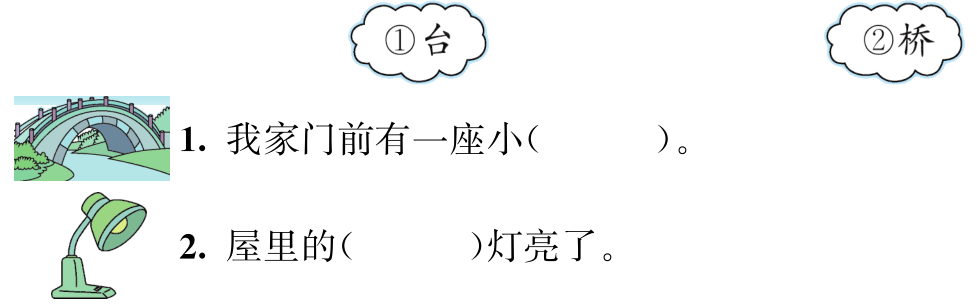 ①台 ②桥
1. 我家门前有一座小(　　　)。
2. 屋里的(　　　)灯亮了。